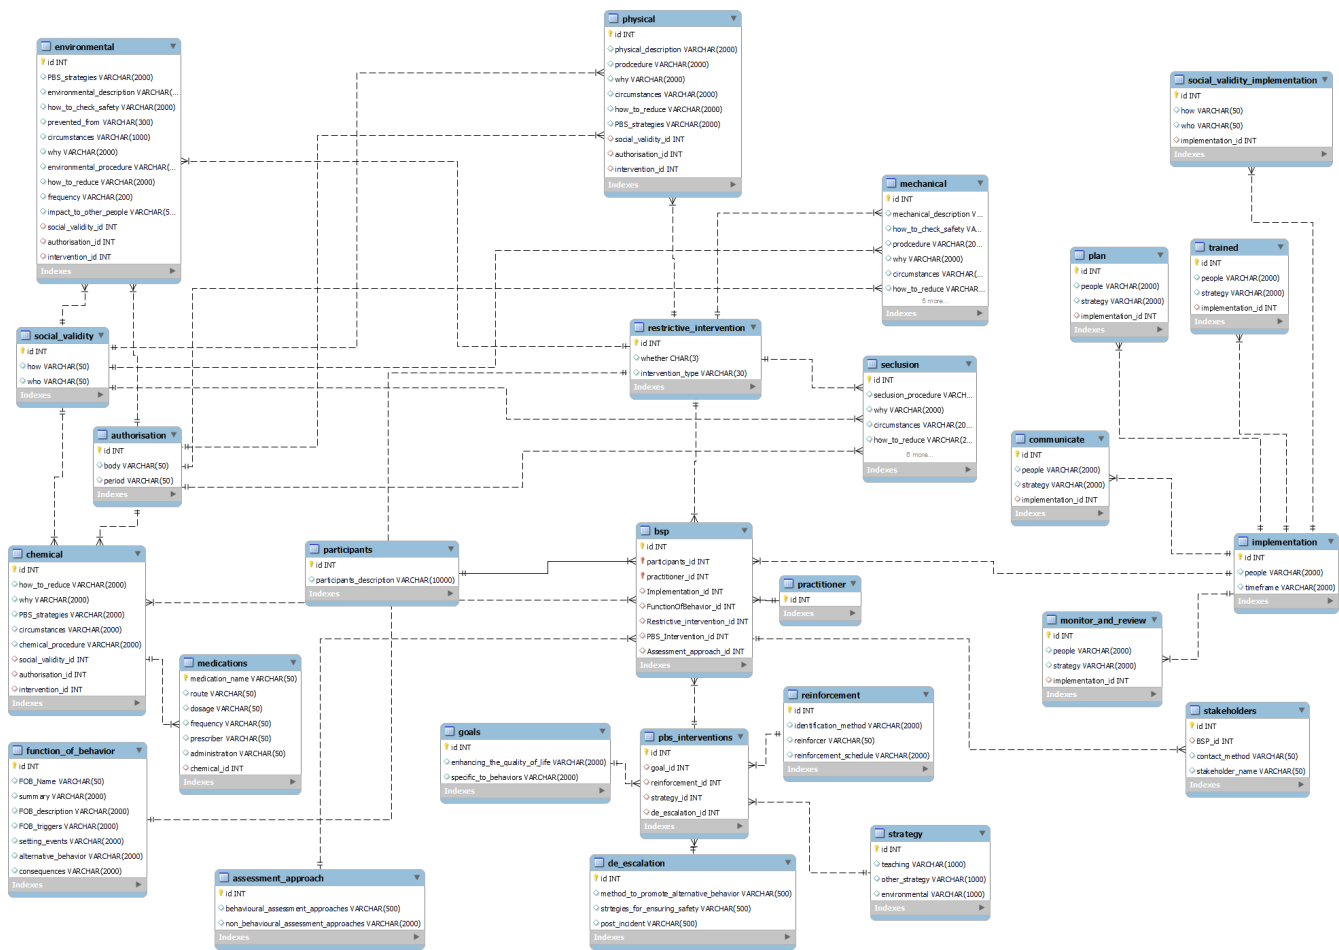 environmental
id INT
PBS_strategies VARCHAR(2000)
environmental_description VARCHAR(...
how_to_check_safety VARCHAR(2000)
prevented_from VARCHAR(300)
circumstances VARCHAR(1000)
why VARCHAR(2000)
environmental_procedure VARCHAR(...
how_to_reduce VARCHAR(2000)
frequency VARCHAR(200)
impact_to_other_people VARCHAR(5...
social_validity_id INT
authorisation_id INT
intervention_id INT
Indexes
physical
id INT
physical_description VARCHAR(2000)
prodcedure VARCHAR(2000)
why VARCHAR(2000)
circumstances VARCHAR(2000)
how_to_reduce VARCHAR(2000)
PBS_strategies VARCHAR(2000)
social_validity_id INT
authorisation_id INT
intervention_id INT
Indexes
social_validity_implementation
id INT
how VARCHAR(50)
who VARCHAR(50)
implementation_id INT
Indexes
mechanical
id INT
mechanical_description V...
how_to_check_safety VA...
prodcedure VARCHAR(20...
why VARCHAR(2000)
circumstances VARCHAR(...
how_to_reduce VARCHAR...
5 more...
Indexes
plan
id INT
people VARCHAR(2000)
strategy VARCHAR(2000)
implementation_id INT
Indexes
trained
id INT
people VARCHAR(2000)
strategy VARCHAR(2000)
implementation_id INT
Indexes
social_validity
id INT
how VARCHAR(50)
who VARCHAR(50)
Indexes
restrictive_intervention
id INT
whether CHAR(3)
intervention_type VARCHAR(30)
Indexes
seclusion
id INT
seclusion_procedure VARCH...
why VARCHAR(2000)
circumstances VARCHAR(20...
how_to_reduce VARCHAR(2...
6 more...
Indexes
authorisation
id INT
body VARCHAR(50)
period VARCHAR(50)
Indexes
communicate
id INT
people VARCHAR(2000)
strategy VARCHAR(2000)
implementation_id INT
Indexes
chemical
id INT
how_to_reduce VARCHAR(2000)
why VARCHAR(2000)
PBS_strategies VARCHAR(2000)
circumstances VARCHAR(2000)
chemical_procedure VARCHAR(2000)
social_validity_id INT
authorisation_id INT
intervention_id INT
Indexes
participants
id INT
participants_description VARCHAR(10000)
Indexes
bsp
id INT
participants_id INT
practitioner_id INT
Implementation_id INT
FunctionOfBehavior_id INT
Restrictive_intervention_id INT
PBS_Intervention_id INT
Assessment_approach_id INT
Indexes
practitioner
id INT
Indexes
implementation
id INT
people VARCHAR(2000)
timeframe VARCHAR(2000)
Indexes
monitor_and_review
id INT
people VARCHAR(2000)
strategy VARCHAR(2000)
implementation_id INT
Indexes
medications
medication_name VARCHAR(50)
route VARCHAR(50)
dosage VARCHAR(50)
frequency VARCHAR(50)
prescriber VARCHAR(50)
administration VARCHAR(50)
chemical_id INT
Indexes
reinforcement
id INT
identification_method VARCHAR(2000)
reinforcer VARCHAR(50)
reinforcement_schedule VARCHAR(2000)
Indexes
stakeholders
id INT
BSP_id INT
contact_method VARCHAR(50)
stakeholder_name VARCHAR(50)
Indexes
function_of_behavior
id INT
FOB_Name VARCHAR(50)
summary VARCHAR(2000)
FOB_description VARCHAR(2000)
FOB_triggers VARCHAR(2000)
setting_events VARCHAR(2000)
alternative_behavior VARCHAR(2000)
consequences VARCHAR(2000)
Indexes
goals
id INT
enhancing_the_quality_of_life VARCHAR(2000)
specific_to_behaviors VARCHAR(2000)
Indexes
pbs_interventions
id INT
goal_id INT
reinforcement_id INT
strategy_id INT
de_escalation_id INT
Indexes
strategy
id INT
teaching VARCHAR(1000)
other_strategy VARCHAR(1000)
environmental VARCHAR(1000)
Indexes
assessment_approach
id INT
behavioural_assessment_approaches VARCHAR(500)
non_behavioural_assessment_approaches VARCHAR(2000)
Indexes
de_escalation
id INT
method_to_promote_alternative_behavior VARCHAR(500)
strtegies_for_ensuring_safety VARCHAR(500)
post_incident VARCHAR(500)
Indexes